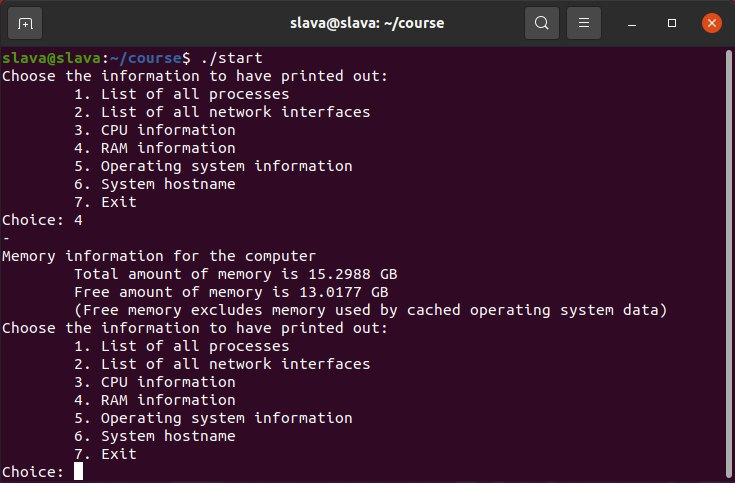 slava@slava: ~/course
slava@slava:~/course$ ./start
Choose the information to have printed out:
        1. List of all processes
        2. List of all network interfaces
        3. CPU information
        4. RAM information
        5. Operating system information
        6. System hostname
        7. Exit
Choice: 4
-
Memory information for the computer
        Total amount of memory is 15.2988 GB
        Free amount of memory is 13.0177 GB
        (Free memory excludes memory used by cached operating system data)
Choose the information to have printed out:
        1. List of all processes
        2. List of all network interfaces
        3. CPU information
        4. RAM information
        5. Operating system information
        6. System hostname
        7. Exit
Choice: